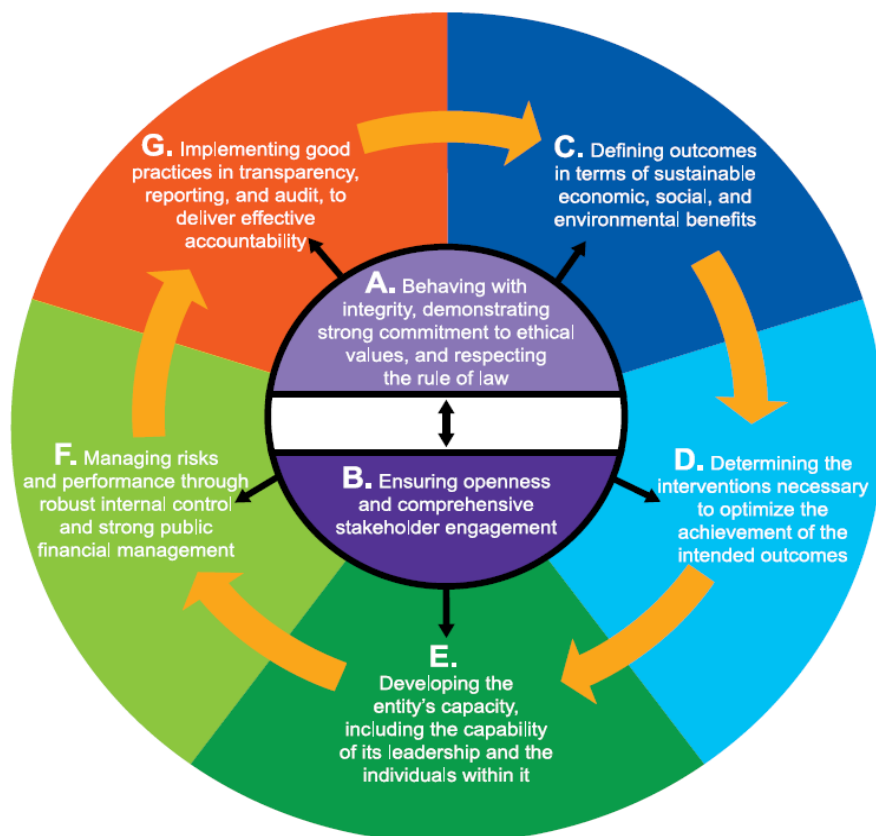 G. Implementing good
practices in transparency,
reporting, and audit, to
deliver effective
accountability
C. Defining outcomes
in terms of sustainable
economic, social, and
environmental benefits
A. Behaving with
integrity, demonstrating
strong commitment to ethical
values, and respecting
the rule of law
B. Ensuring openness
and comprehensive
stakeholder engagement
D. Determining the
interventions necessary
to optimize the
achievement of the
intended outcomes
E.
Developing the
entity's capacity,
including the capability
of its leadership and the
individuals within it
F. Managing risks
and performance through
robust internal control
and strong public
financial management